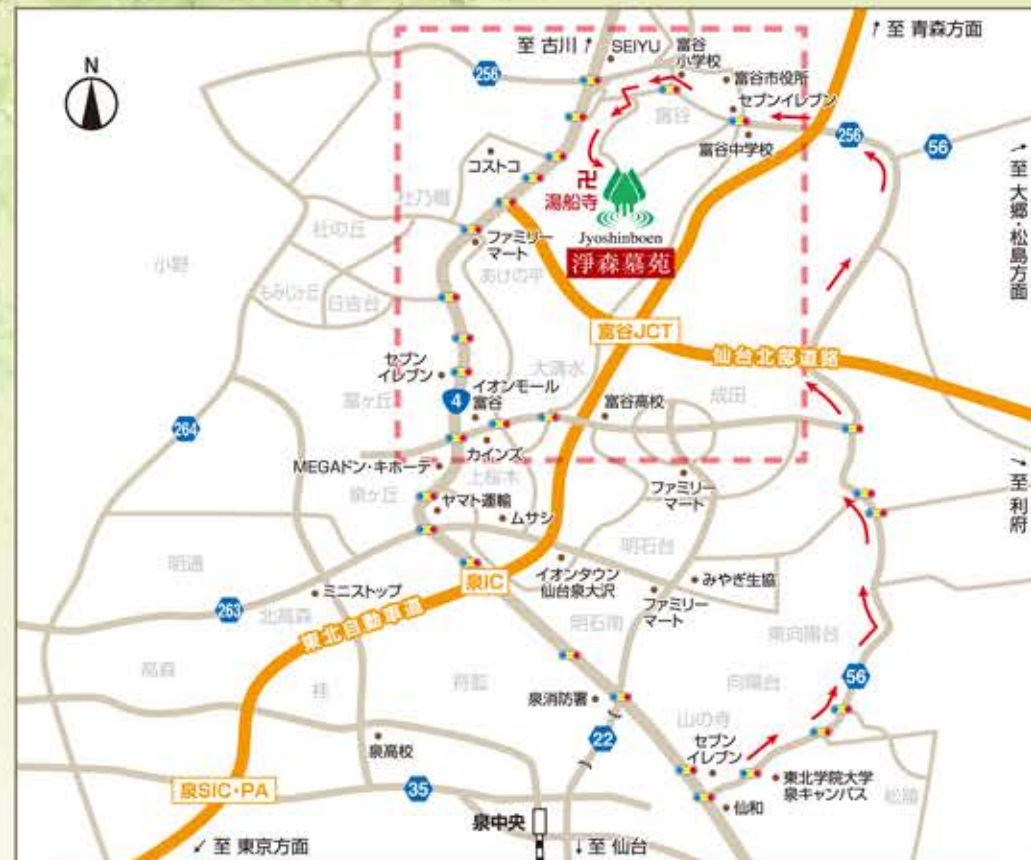 N
至 古川 ↑
SEIYU
富谷
小学校
↑ 至 青森方面
256
富谷市役所
セブンイレブン
富谷
富谷中学校
256
56
コストコ
卍
湯船寺
Jyoshinboen
淨森墓苑
→ 至 大郷・松島方面
杜乃橋
杜の丘
ファミリー
マート
あけの平
小野
もみじヶ丘
日吉台
富谷JCT
仙台北部道路
大清水
セブン
イレブン
富ヶ丘
4
イオンモール
富谷
富谷高校
成田
264
カインズ
MEGAドン・キホーテ
上桜木
ファミリー
マート
→ 至 利府
ヤマト運輸
ムサシ
明石台
明通
泉IC
イオンタウン
仙台泉大沢
みやぎ生協
ミニストップ
263
北高森
東北自動車道
ファミリー
マート
明石南
東向陽台
高森
桂
将監
向陽台
56
泉消防署
22
山の寺
セブン
イレブン
泉高校
東北学院大学
泉キャンパス
泉SIC・PA
35
仙和
松陵
泉中央
↙ 至 東京方面
↓ 至 仙台